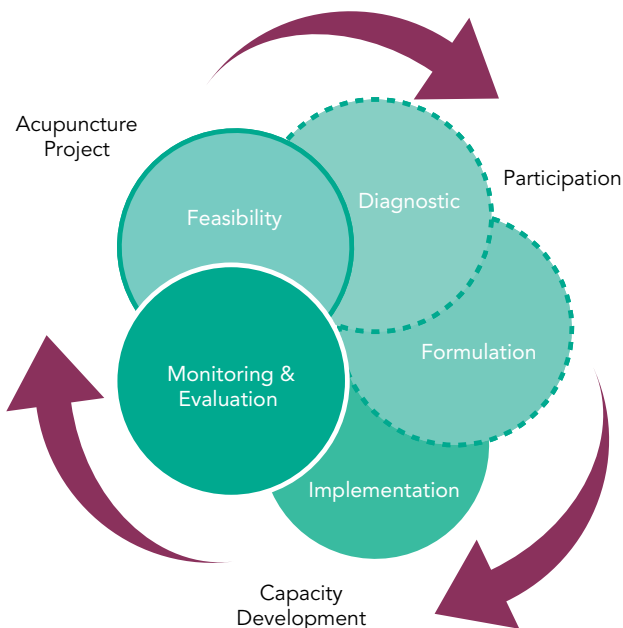 Acupuncture
Project
Feasibility
Diagnostic
Participation
Formulation
Monitoring &
Evaluation
Implementation
Capacity
Development